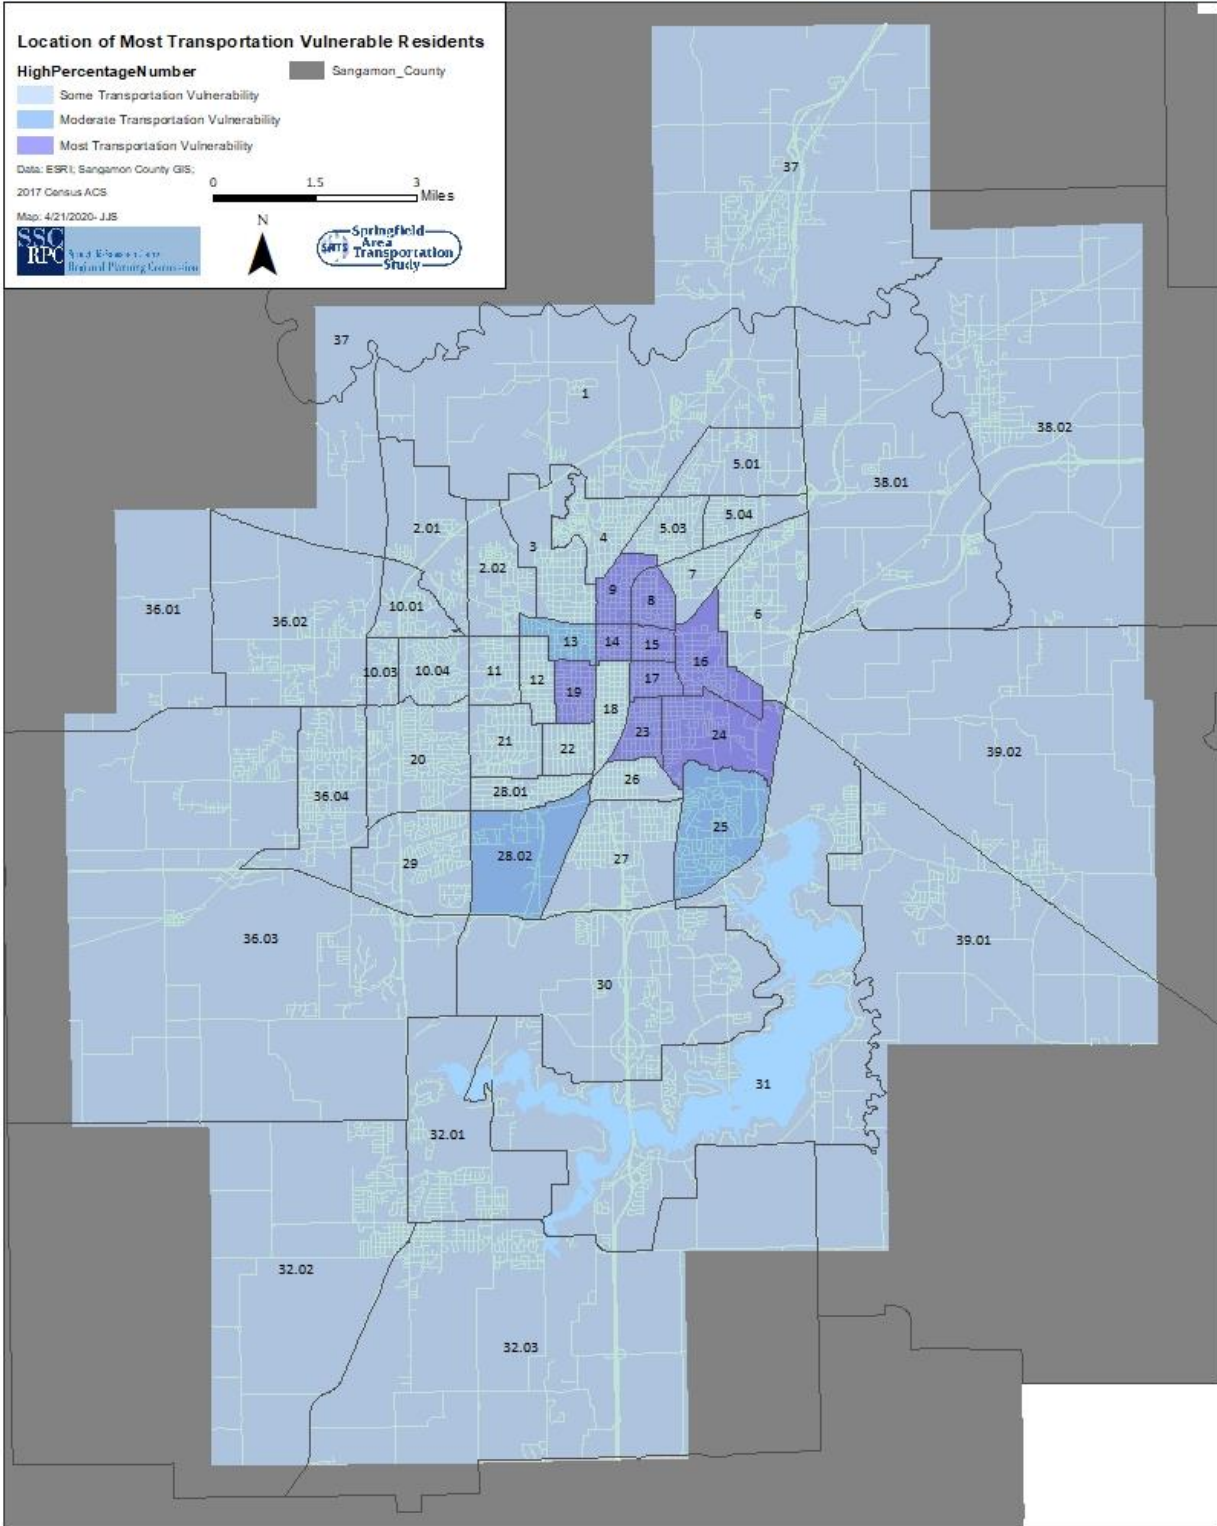 Location of Most Transportation Vulnerable Residents
HighPercentageNumber
Sangamon_County
Some Transportation Vulnerability
Moderate Transportation Vulnerability
Most Transportation Vulnerability
Data: ESRI; Sangamon County GIS;
2017 Census ACS
0 1.5 3
Miles
Map: 4/21/2020- JJS
N
SSC
RPC
Regional Planning Commission
SATS
Springfield
Area
Transportation
Study
37
37
1
38.02
5.01
38.01
2.01
5.04
5.03
4
3
2.02
7
9
8
6
36.01
10.01
36.02
13
14
15
16
10.03
10.04
11
12
17
19
18
23
24
21
22
39.02
20
26
28.01
36.04
25
28.02
27
29
36.03
39.01
30
31
32.01
32.02
32.03